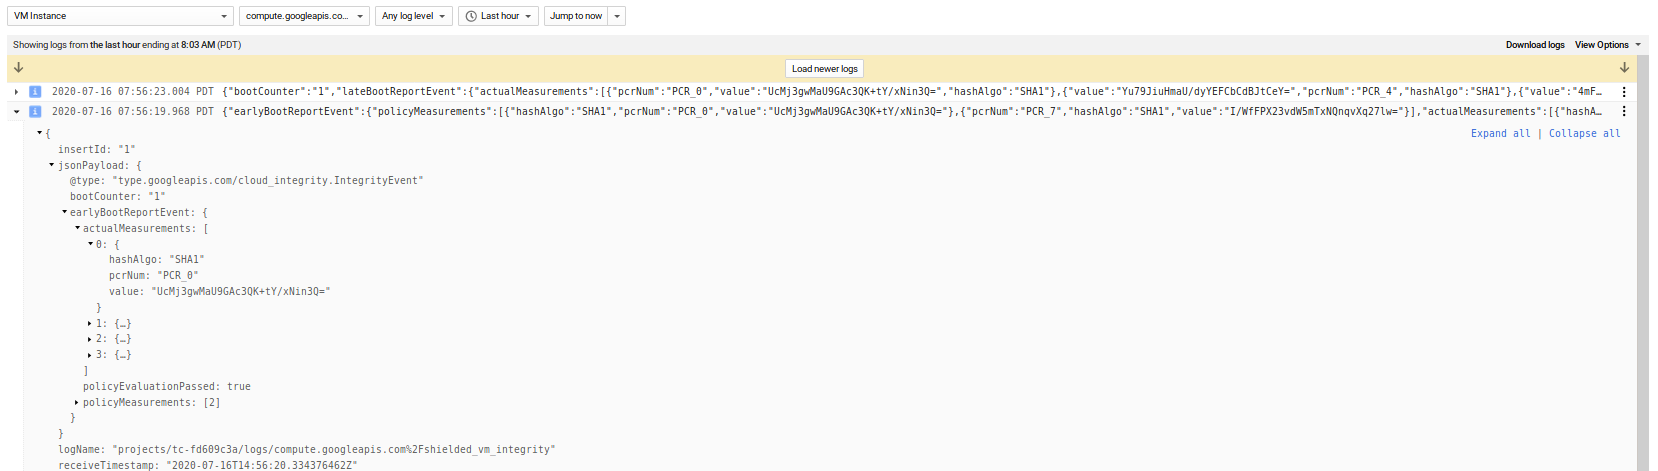 VM Instance compute.googleapis.co... Any log level Last hour Jump to now
Showing logs from the last hour ending at 8:03 AM (PDT) Download logs View Options
Load newer logs
2020-07-16 07:56:23.004 PDT {"bootCounter":"1","lateBootReportEvent":{"actualMeasurements":[{"pcrNum":"PCR_0","value":"UcMj3gwMaU9GAc3QK+tY/xNin3Q=","hashAlgo":"SHA1"},{"value":"Yu79JiuHmaU/dyYEFCbCdBJtCeY=","pcrNum":"PCR_4","hashAlgo":"SHA1"},{"value":"4mF…
2020-07-16 07:56:19.968 PDT {"earlyBootReportEvent":{"policyMeasurements":[{"hashAlgo":"SHA1","pcrNum":"PCR_0","value":"UcMj3gwMaU9GAc3QK+tY/xNin3Q="},{"pcrNum":"PCR_7","hashAlgo":"SHA1","value":"I/WfFPX23vdW5mTxNQnqvXq27lw="}],"actualMeasurements":[{"hashA…
{ Expand all | Collapse all
insertId: "1"
jsonPayload: {
@type: "type.googleapis.com/cloud_integrity.IntegrityEvent"
bootCounter: "1"
earlyBootReportEvent: {
actualMeasurements: [
0: {
hashAlgo: "SHA1"
pcrNum: "PCR_0"
value: "UcMj3gwMaU9GAc3QK+tY/xNin3Q="
}
1: {…}
2: {…}
3: {…}
]
policyEvaluationPassed: true
policyMeasurements: [2]
}
}
logName: "projects/tc-fd609c3a/logs/compute.googleapis.com%2Fshielded_vm_integrity"
receiveTimestamp: "2020-07-16T14:56:20.334376462Z"